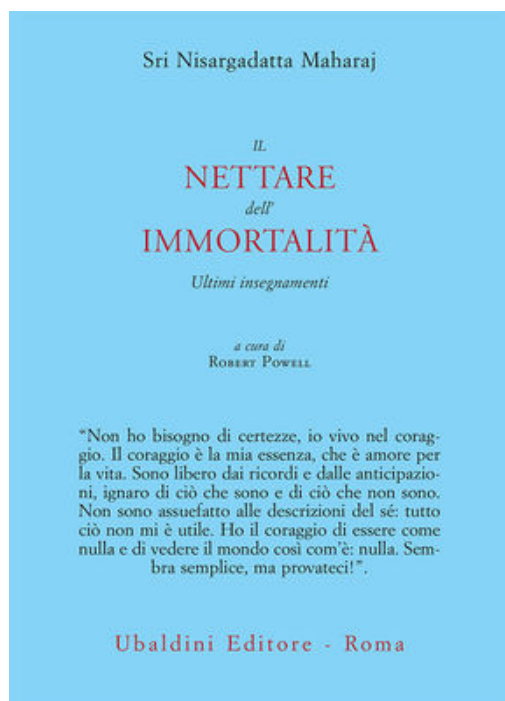 Sri Nisargadatta Maharaj
IL
NETTARE
dell'
IMMORTALITÀ
Ultimi insegnamenti
a cura di
ROBERT POWELL
“Non ho bisogno di certezze, io vivo nel corag-
gio. Il coraggio è la mia essenza, che è amore per
la vita. Sono libero dai ricordi e dalle anticipazio-
ni, ignaro di ciò che sono e di ciò che non sono.
Non sono assuefatto alle descrizioni del sé: tutto
ciò non mi è utile. Ho il coraggio di essere come
nulla e di vedere il mondo così com'è: nulla. Sem-
bra semplice, ma provateci!”.
Ubaldini Editore - Roma